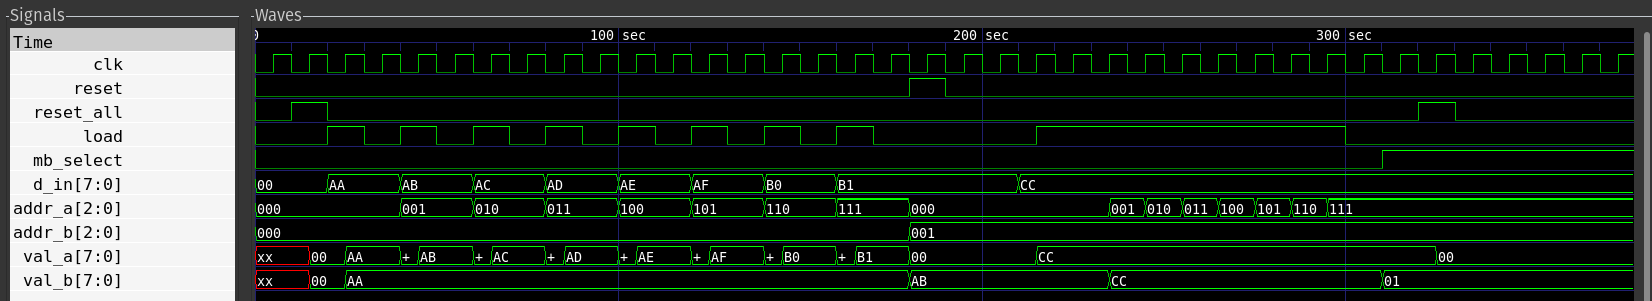 Signals Waves
Time 0 100 sec 200 sec 300 sec
clk
reset
reset_all
load
mb_select
d_in[7:0] 00 AA AB AC AD AE AF B0 B1 CC
addr_a[2:0] 000 001 010 011 100 101 110 111 000 001 010 011 100 101 110 111
addr_b[2:0] 000 001
val_a[7:0] xx 00 AA + AB + AC + AD + AE + AF + B0 + B1 00 CC 00
val_b[7:0] xx 00 AA AB CC 01